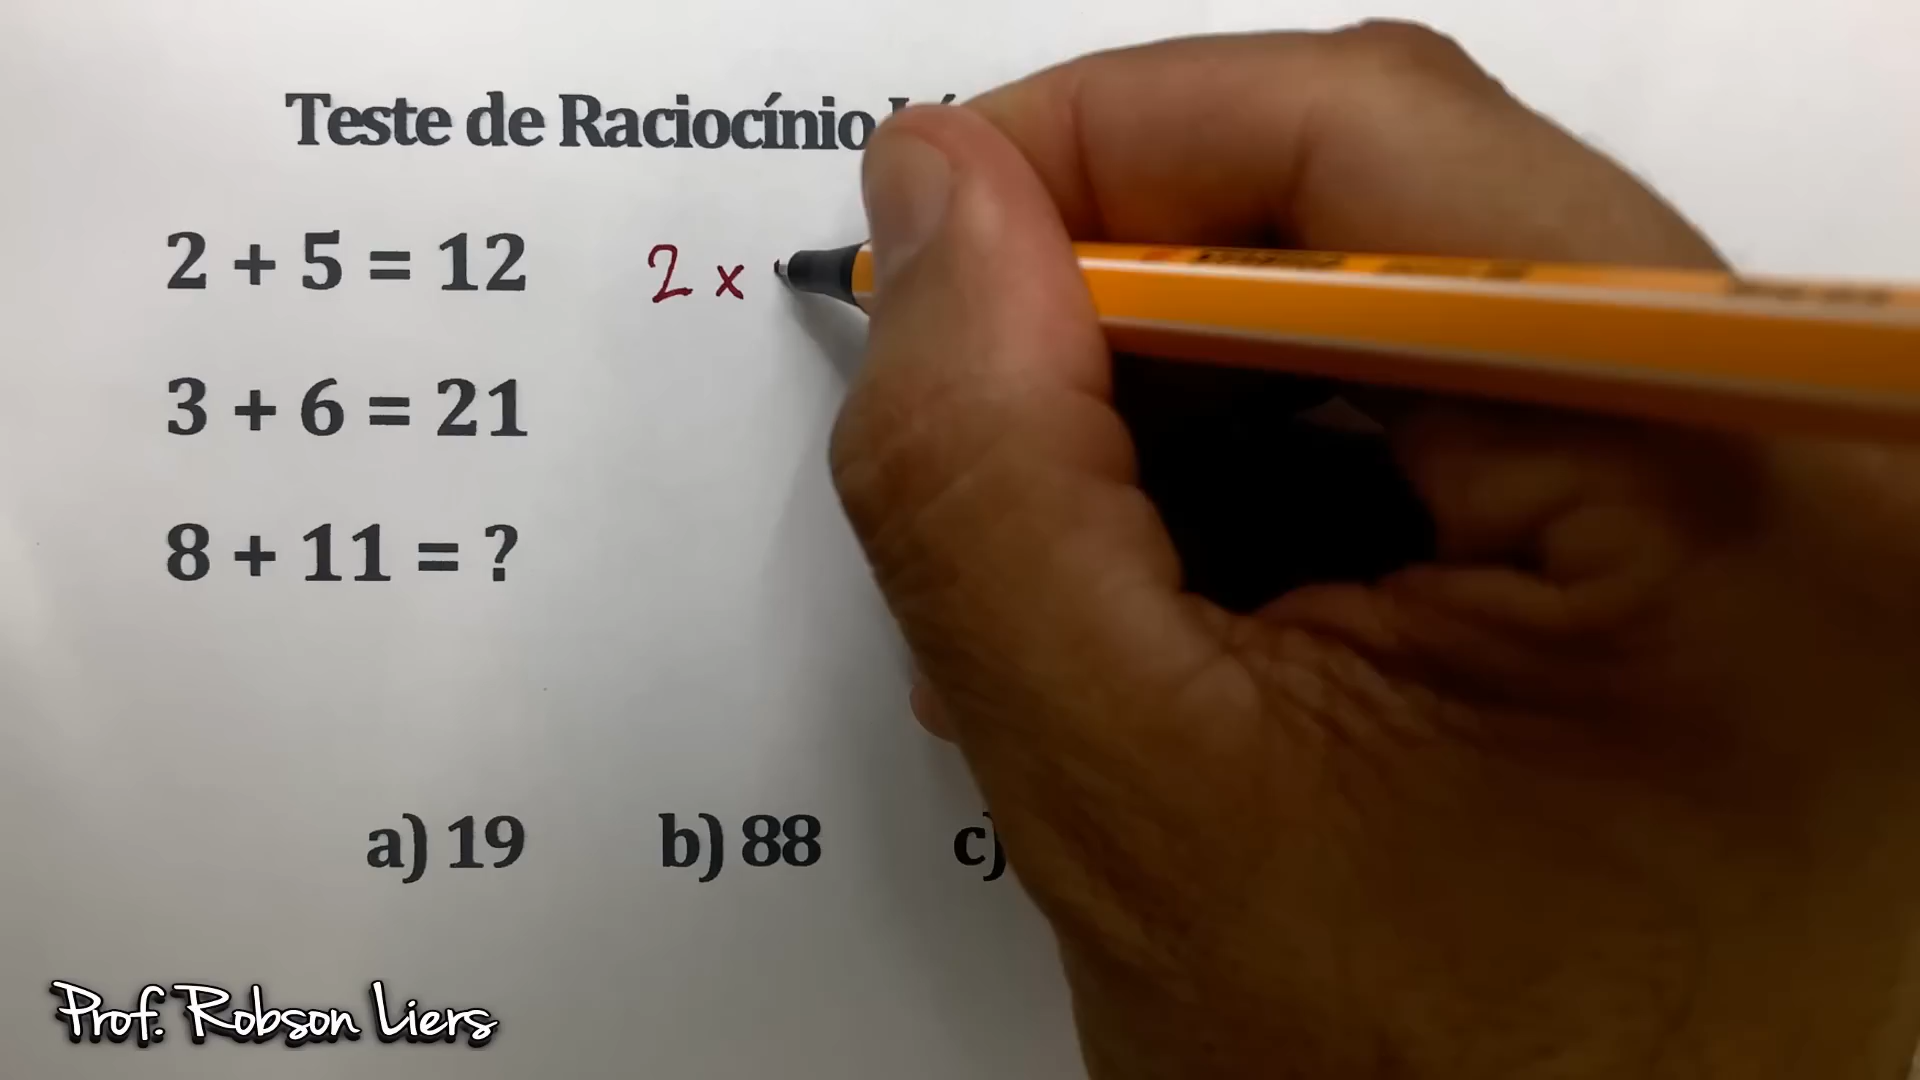 Teste de Raciocínio
2 + 5 = 12
2 x
3 + 6 = 21
8 + 11 = ?
a) 19 b) 88 c)
Prof. Robson Liers